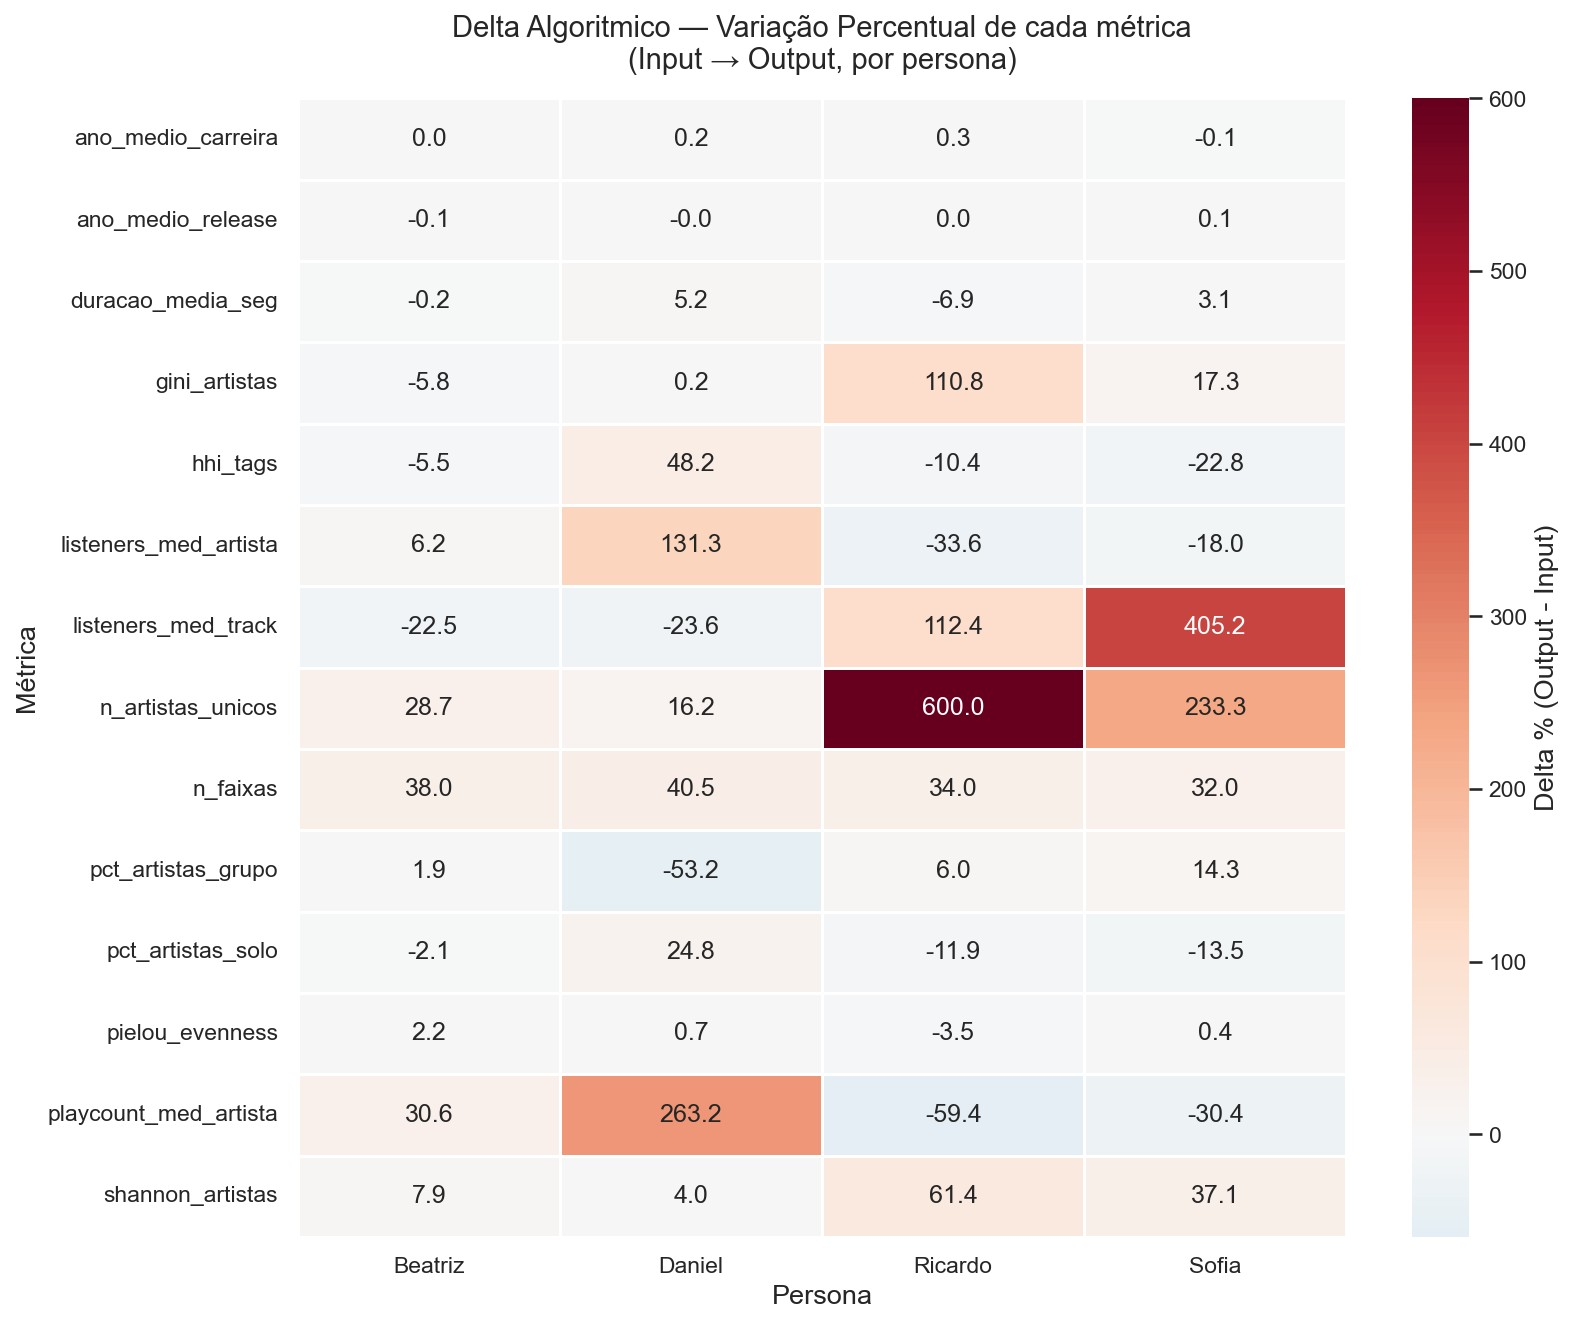 Delta Algoritmico — Variação Percentual de cada métrica
(Input → Output, por persona)
Métrica
ano_medio_carreira 0.0 0.2 0.3 -0.1
ano_medio_release -0.1 -0.0 0.0 0.1
duracao_media_seg -0.2 5.2 -6.9 3.1
gini_artistas -5.8 0.2 110.8 17.3
hhi_tags -5.5 48.2 -10.4 -22.8
listeners_med_artista 6.2 131.3 -33.6 -18.0
listeners_med_track -22.5 -23.6 112.4 405.2
n_artistas_unicos 28.7 16.2 600.0 233.3
n_faixas 38.0 40.5 34.0 32.0
pct_artistas_grupo 1.9 -53.2 6.0 14.3
pct_artistas_solo -2.1 24.8 -11.9 -13.5
pielou_evenness 2.2 0.7 -3.5 0.4
playcount_med_artista 30.6 263.2 -59.4 -30.4
shannon_artistas 7.9 4.0 61.4 37.1
Beatriz Daniel Ricardo Sofia
Persona
600
500
400
300
200
100
0
Delta % (Output - Input)